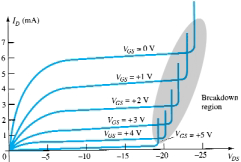 I_D (mA)
7
6
5
4
3
2
1
0
V_GS = 0 V
V_GS = +1 V
V_GS = +2 V
V_GS = +3 V
V_GS = +4 V
V_GS = +5 V
Breakdown
region
-5
-10
-15
-20
-25
V_DS